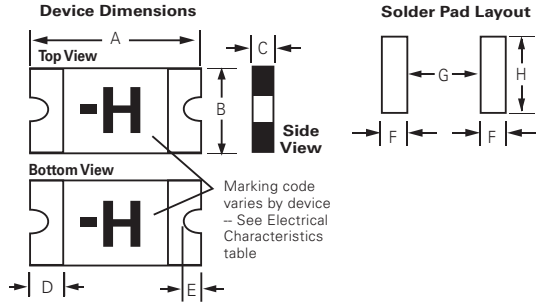 Device Dimensions
Solder Pad Layout
A
C
Top View
-H
B
Side
View
G
H
F
F
Bottom View
-H
Marking code
varies by device
-- See Electrical
Characteristics
table
D
E